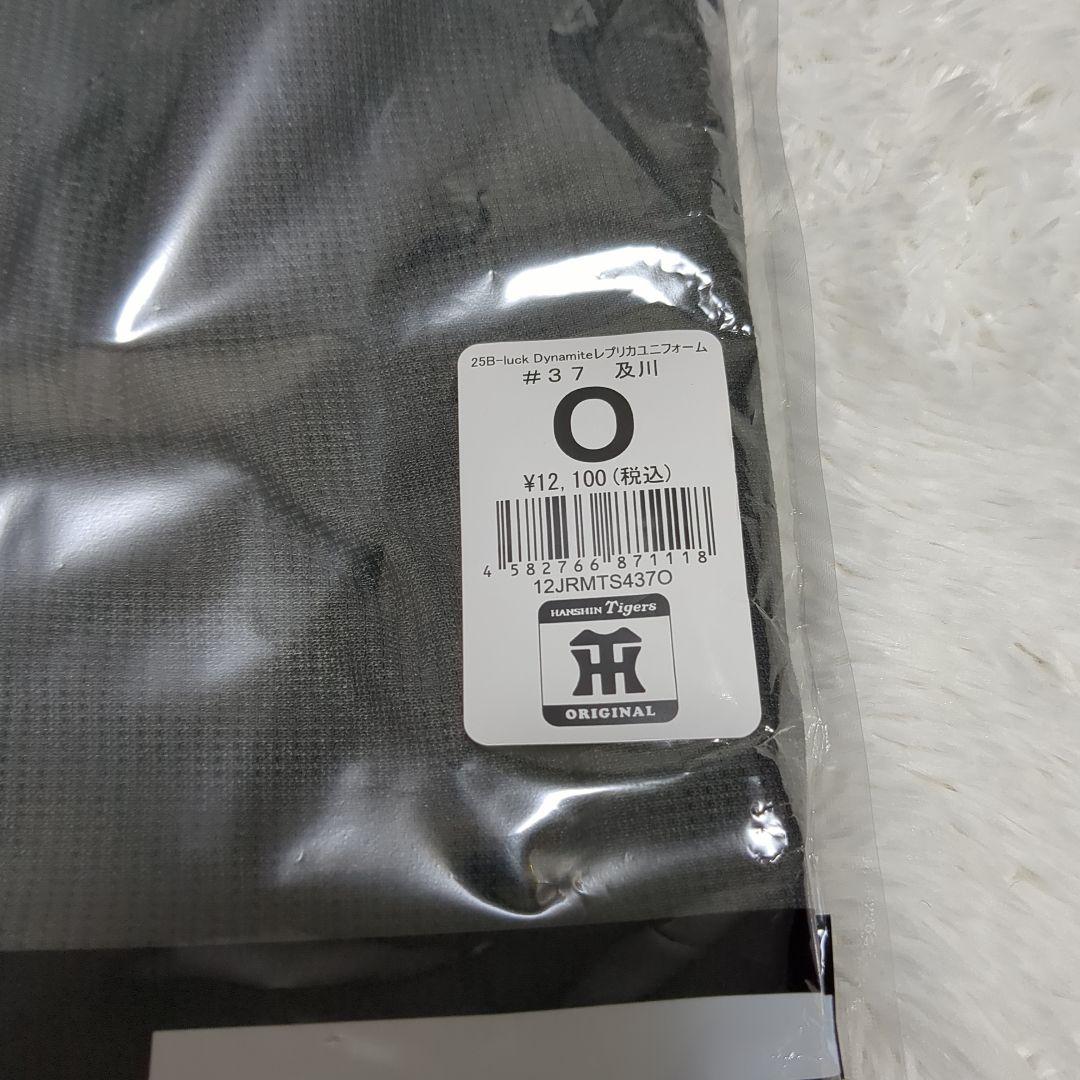 25B-luck Dynamiteレプリカユニフォーム
＃３７　及川
O
¥12,100(税込)
4 582766 871118
12JRMTS437O
HANSHIN Tigers
HT
ORIGINAL